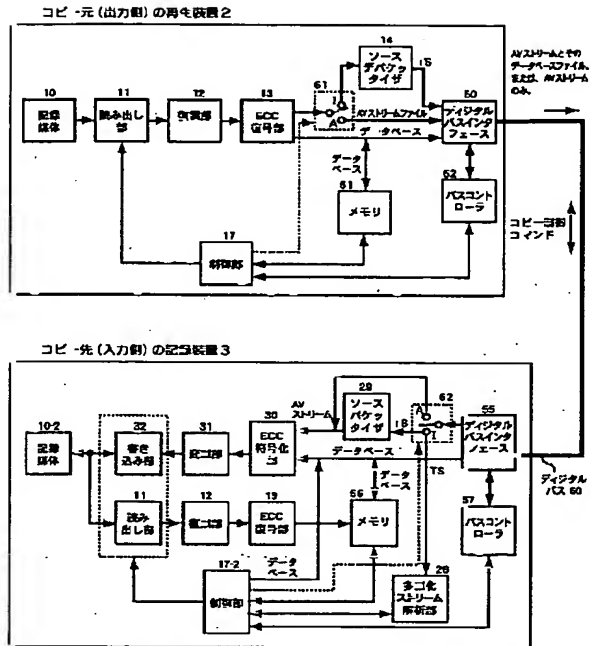 コピー元(出力側)の再生装置2
10
記録
媒体
11
読み出し
部
12
復調部
13
ECC
復号部
61
I
A
14
ソース
デパケッ
タイザ
TS
AVストリームファイル
データベース
50
ディジタル
バスインタ
フェース
AVストリームとその
データベースファイル、
または、AVストリーム
のみ。
データ
ベース
51
メモリ
52
バスコント
ローラ
17
制御部
コピー制御
コマンド
コピー先(入力側)の記録装置3
10-2
記録
媒体
32
書き
込み部
31
変調部
30
ECC
符号化
部
AV
ストリーム
29
ソース
パケッ
タイザ
TS
62
A
I
55
ディジタル
バスインタ
フェース
データベース
データ
ベース
TS
ディジタル
バス 60
11
読み
出し部
12
復調部
13
ECC
復号部
56
メモリ
57
バスコント
ローラ
データ
ベース
17-2
制御部
26
多重化
ストリーム
解析部